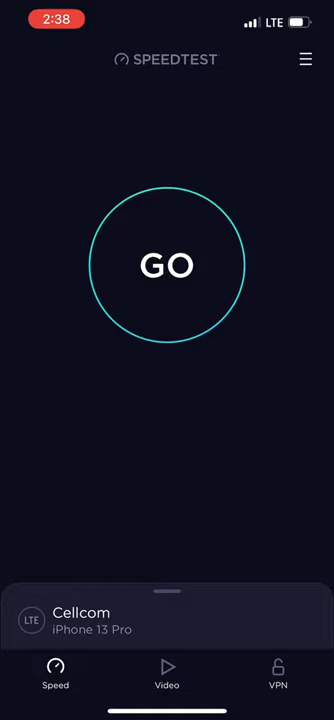 2:38
LTE
SPEEDTEST
GO
LTE
Cellcom
iPhone 13 Pro
Speed
Video
VPN